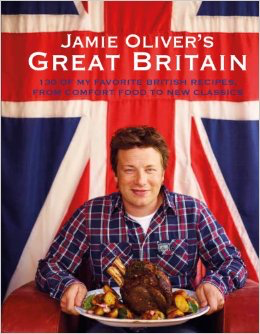 JAMIE OLIVER'S
GREAT BRITAIN
130 OF MY FAVORITE BRITISH RECIPES,
FROM COMFORT FOOD TO NEW CLASSICS